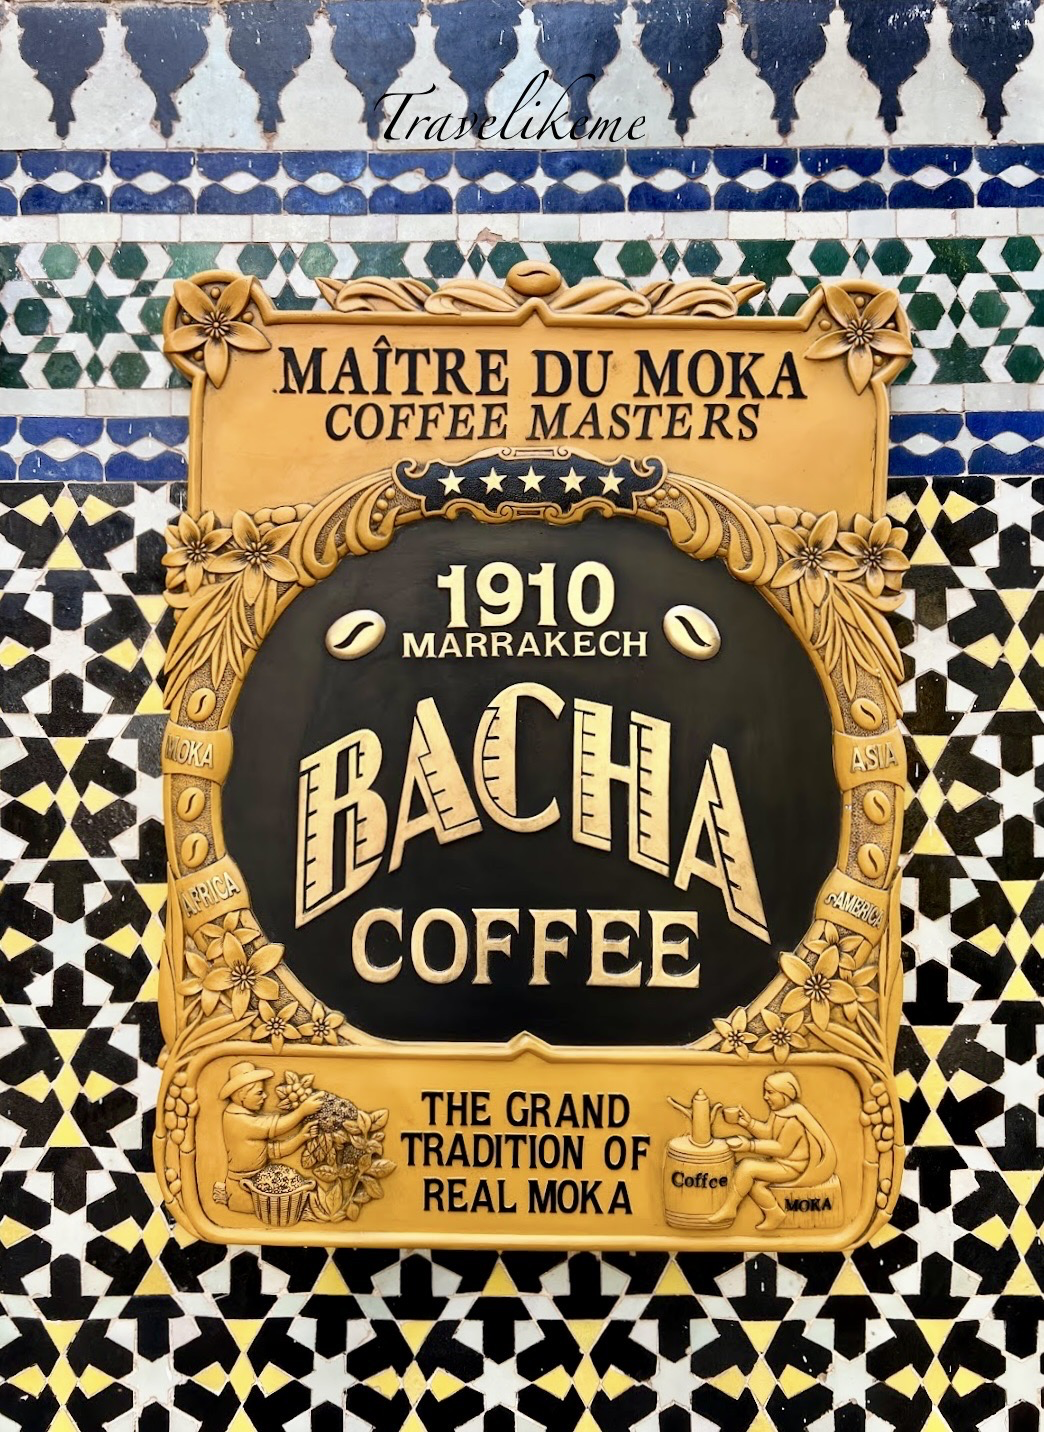 Travelikeme
MAÎTRE DU MOKA
COFFEE MASTERS
1910
MARRAKECH
BACHA
COFFEE
MOKA
ASIA
AFRICA
AMERICA
THE GRAND
TRADITION OF
REAL MOKA
Coffee
MOKA